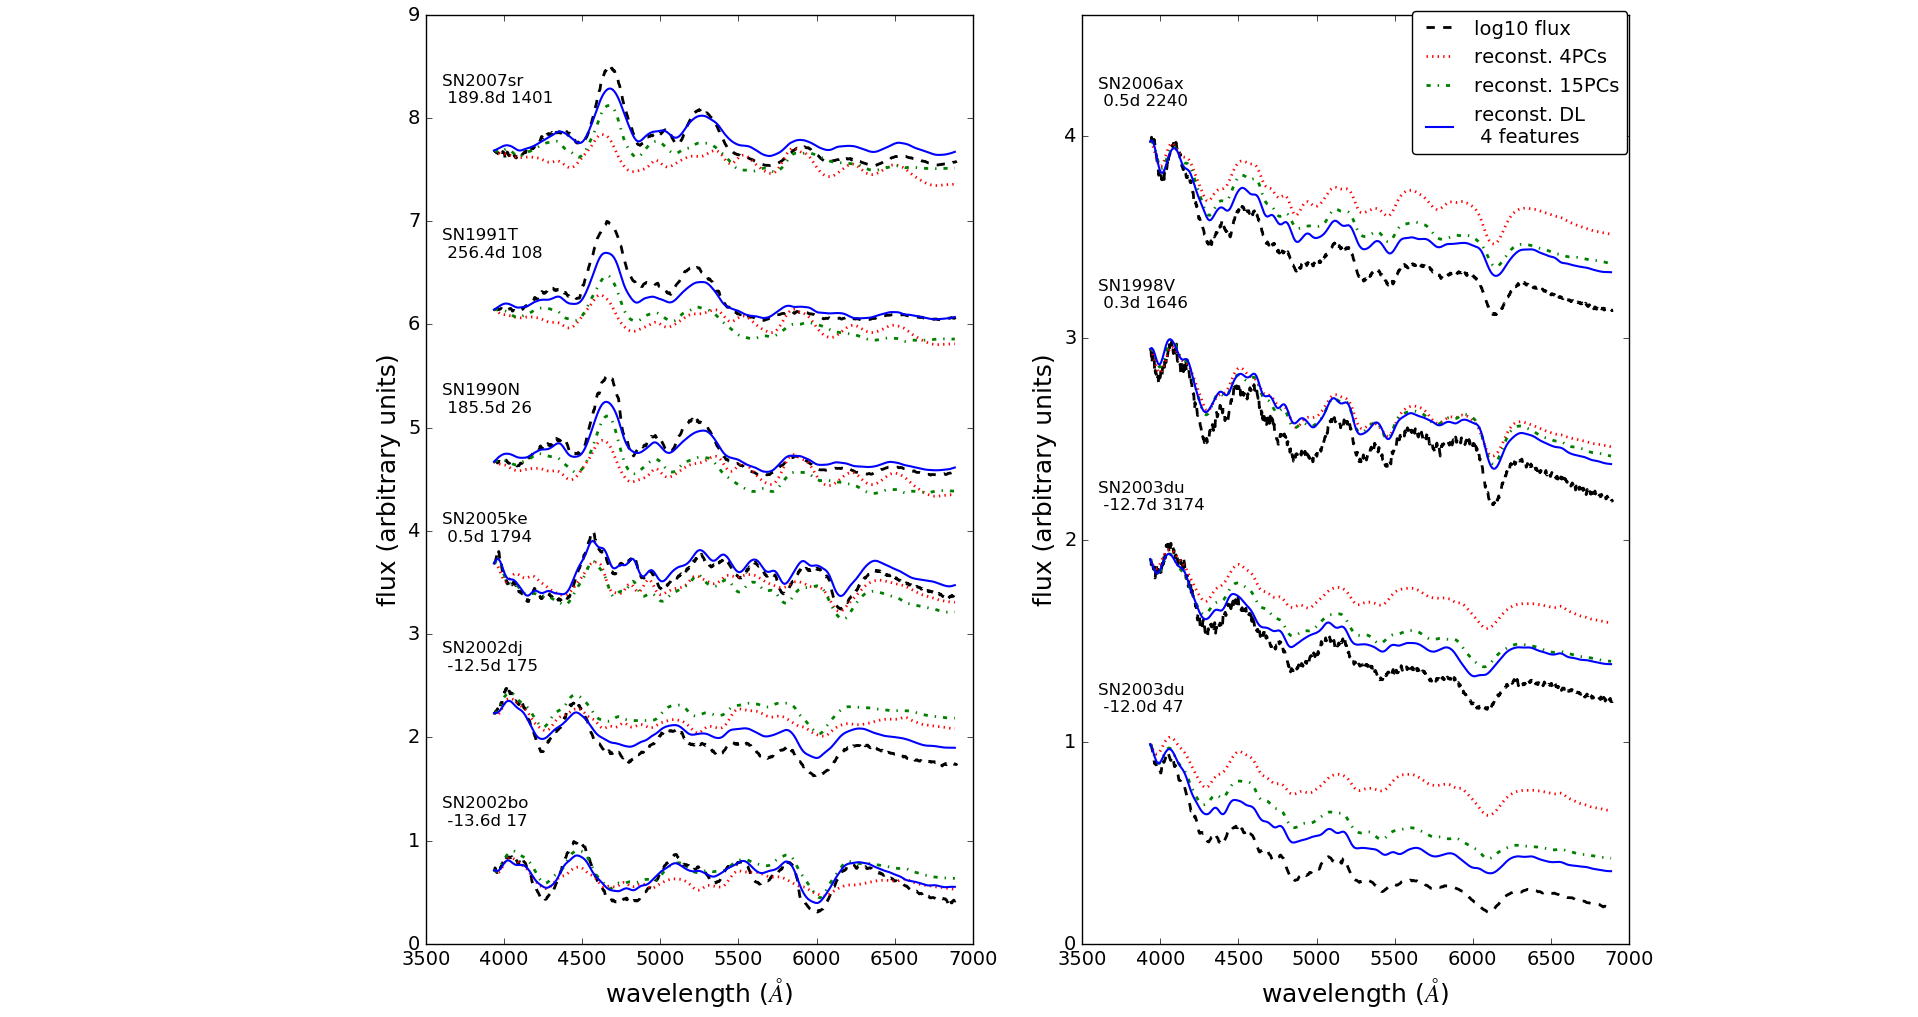 9
8
7
6
5
4
3
2
1
0
flux (arbitrary units)
SN2007sr
189.8d 1401
SN1991T
256.4d 108
SN1990N
185.5d 26
SN2005ke
0.5d 1794
SN2002dj
-12.5d 175
SN2002bo
-13.6d 17
3500 4000 4500 5000 5500 6000 6500 7000
wavelength (Å)
4
3
2
1
0
flux (arbitrary units)
log10 flux
reconst. 4PCs
reconst. 15PCs
reconst. DL
4 features
SN2006ax
0.5d 2240
SN1998V
0.3d 1646
SN2003du
-12.7d 3174
SN2003du
-12.0d 47
3500 4000 4500 5000 5500 6000 6500 7000
wavelength (Å)